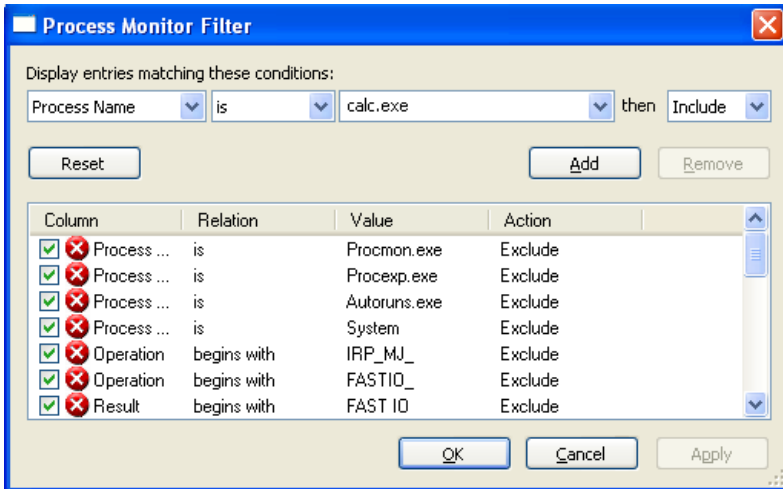 Process Monitor Filter
Display entries matching these conditions:
Process Name is calc.exe then Include
Reset Add Remove
Column Relation Value Action
Process ... is Procmon.exe Exclude
Process ... is Procexp.exe Exclude
Process ... is Autoruns.exe Exclude
Process ... is System Exclude
Operation begins with IRP_MJ_ Exclude
Operation begins with FASTIO_ Exclude
Result begins with FAST IO Exclude
OK Cancel Apply